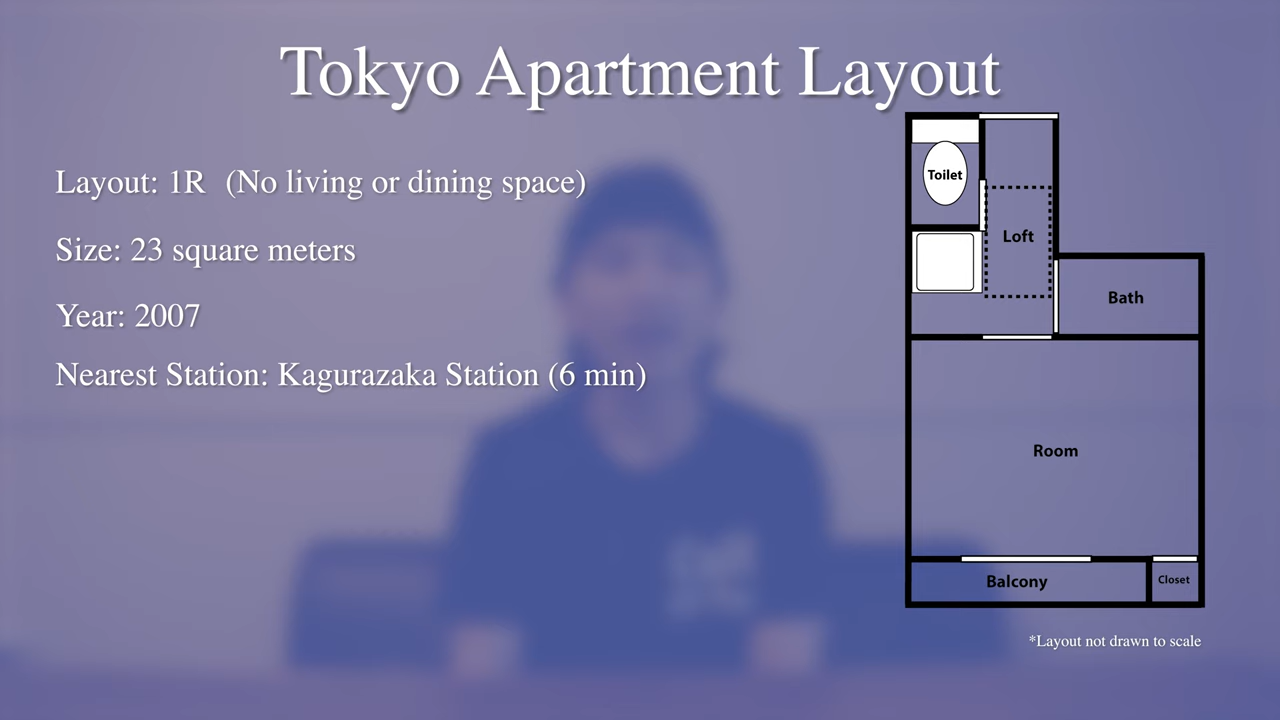 Tokyo Apartment Layout
Layout: 1R (No living or dining space)
Size: 23 square meters
Year: 2007
Nearest Station: Kagurazaka Station (6 min)
Toilet
Loft
Bath
Room
Balcony
Closet
*Layout not drawn to scale